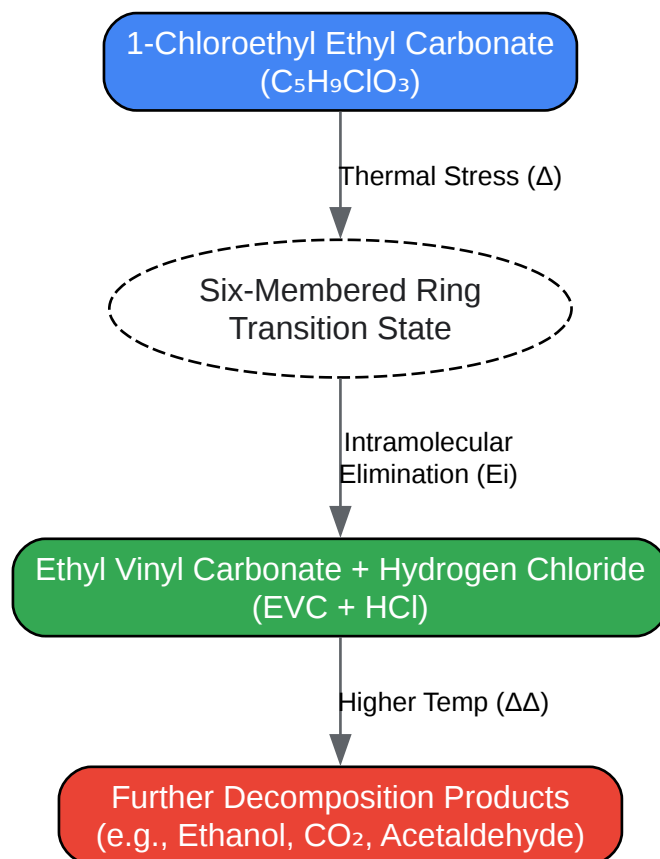 1-Chloroethyl Ethyl Carbonate
(C₅H₉ClO₃)
Thermal Stress (Δ)
Six-Membered Ring
Transition State
Intramolecular
Elimination (Ei)
Ethyl Vinyl Carbonate + Hydrogen Chloride
(EVC + HCl)
Higher Temp (ΔΔ)
Further Decomposition Products
(e.g., Ethanol, CO₂, Acetaldehyde)